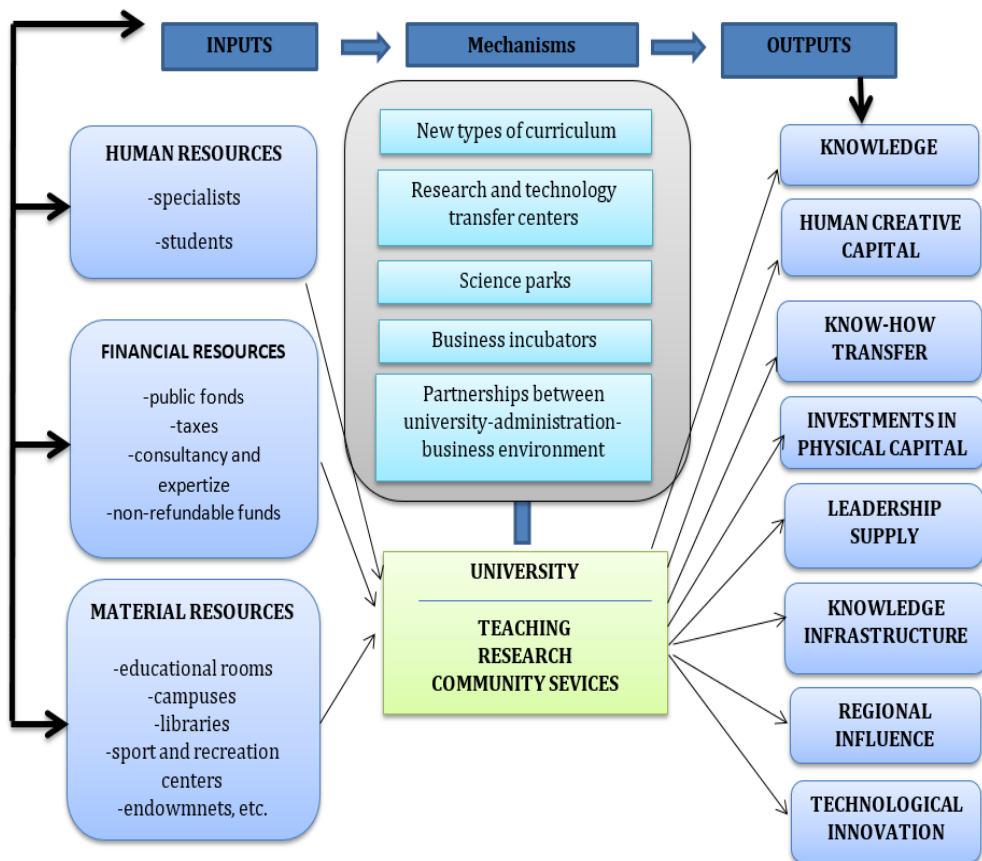 INPUTS
Mechanisms
OUTPUTS
HUMAN RESOURCES
-specialists
-students
FINANCIAL RESOURCES
-public fonds
-taxes
-consultancy and
expertize
-non-refundable funds
MATERIAL RESOURCES
-educational rooms
-campuses
-libraries
-sport and recreation
centers
-endowmnets, etc.
New types of curriculum
Research and technology
transfer centers
Science parks
Business incubators
Partnerships between
university-administration-
business environment
UNIVERSITY
TEACHING
RESEARCH
COMMUNITY SEVICES
KNOWLEDGE
HUMAN CREATIVE
CAPITAL
KNOW-HOW
TRANSFER
INVESTMENTS IN
PHYSICAL CAPITAL
LEADERSHIP
SUPPLY
KNOWLEDGE
INFRASTRUCTURE
REGIONAL
INFLUENCE
TECHNOLOGICAL
INNOVATION